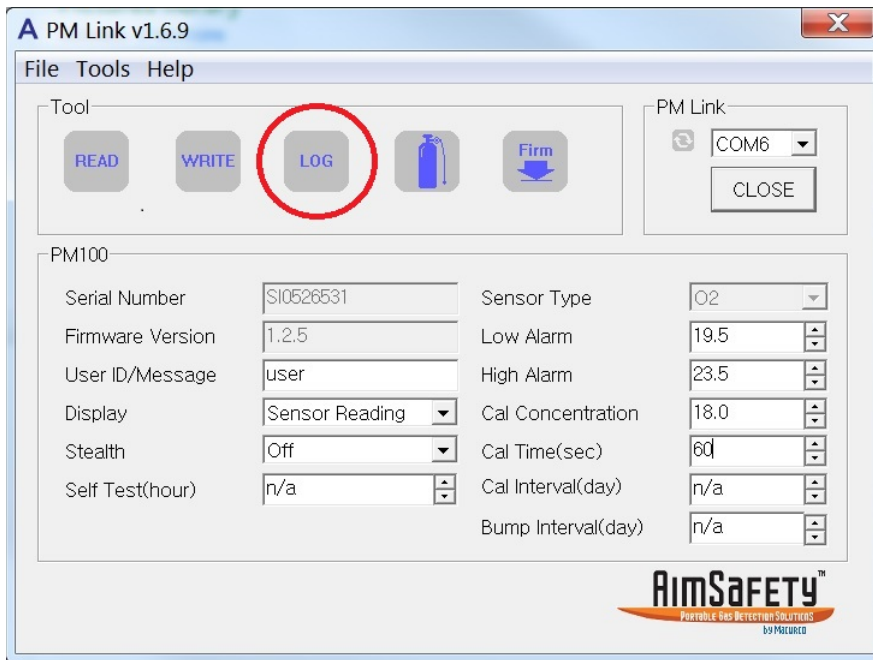 A PM Link v1.6.9
X
File Tools Help
Tool
READ
WRITE
LOG
Firm
PM Link
COM6
CLOSE
PM100
Serial Number SI0526531
Firmware Version 1.2.5
User ID/Message user
Display Sensor Reading
Stealth Off
Self Test(hour) n/a
Sensor Type O2
Low Alarm 19.5
High Alarm 23.5
Cal Concentration 18.0
Cal Time(sec) 60
Cal Interval(day) n/a
Bump Interval(day) n/a
AimSafety™
Portable Gas Detection Solutions
by Macurco